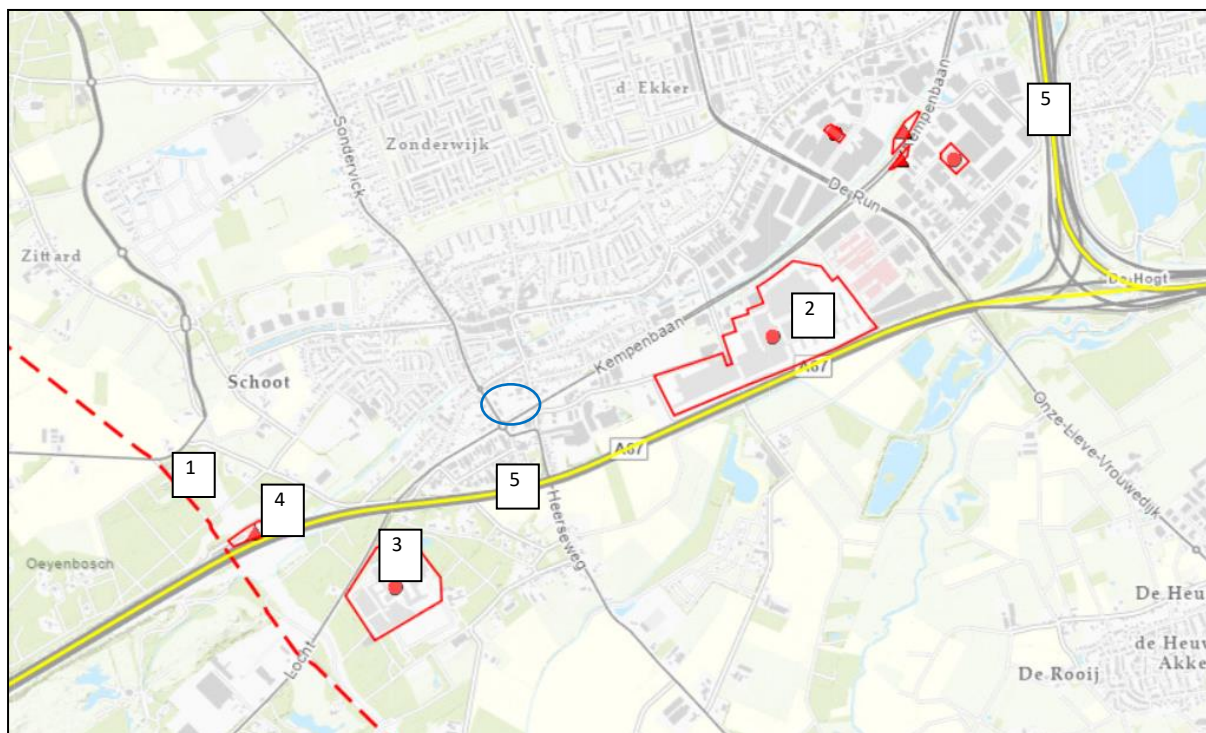 d' Ekker
5
Kempenbaan
Sondervick
Zonderwijk
De Run
Zittard
De Hogt
2
Kempenbaan
A67
Schoot
Onze-Lieve-Vrouwedijk
A67
1
5
4
Heerseweg
3
Oeyenbosch
De Heu
de Heuv
Akke
Locht
De Rooij